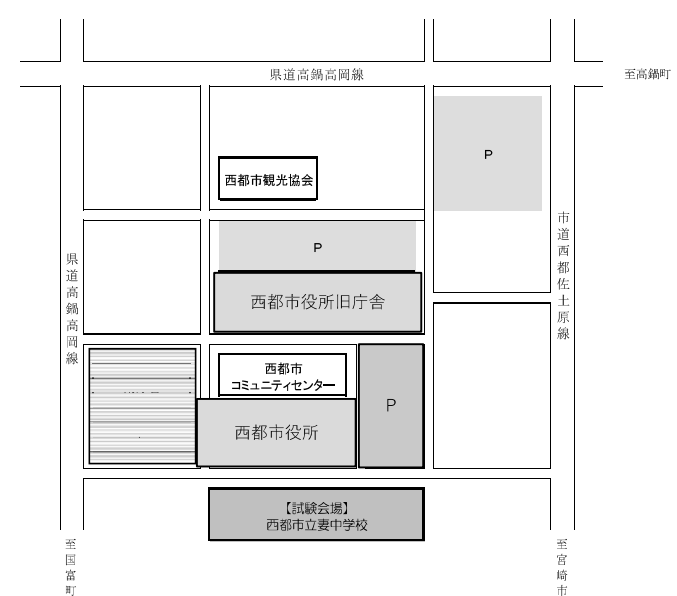 県道高鍋高岡線
至高鍋町
P
西都市観光協会
市道西都佐土原線
P
県道高鍋高岡線
西都市役所旧庁舎
西都市
コミュニティセンター
P
西都市役所
【試験会場】
西都市立妻中学校
至国富町
至宮崎市